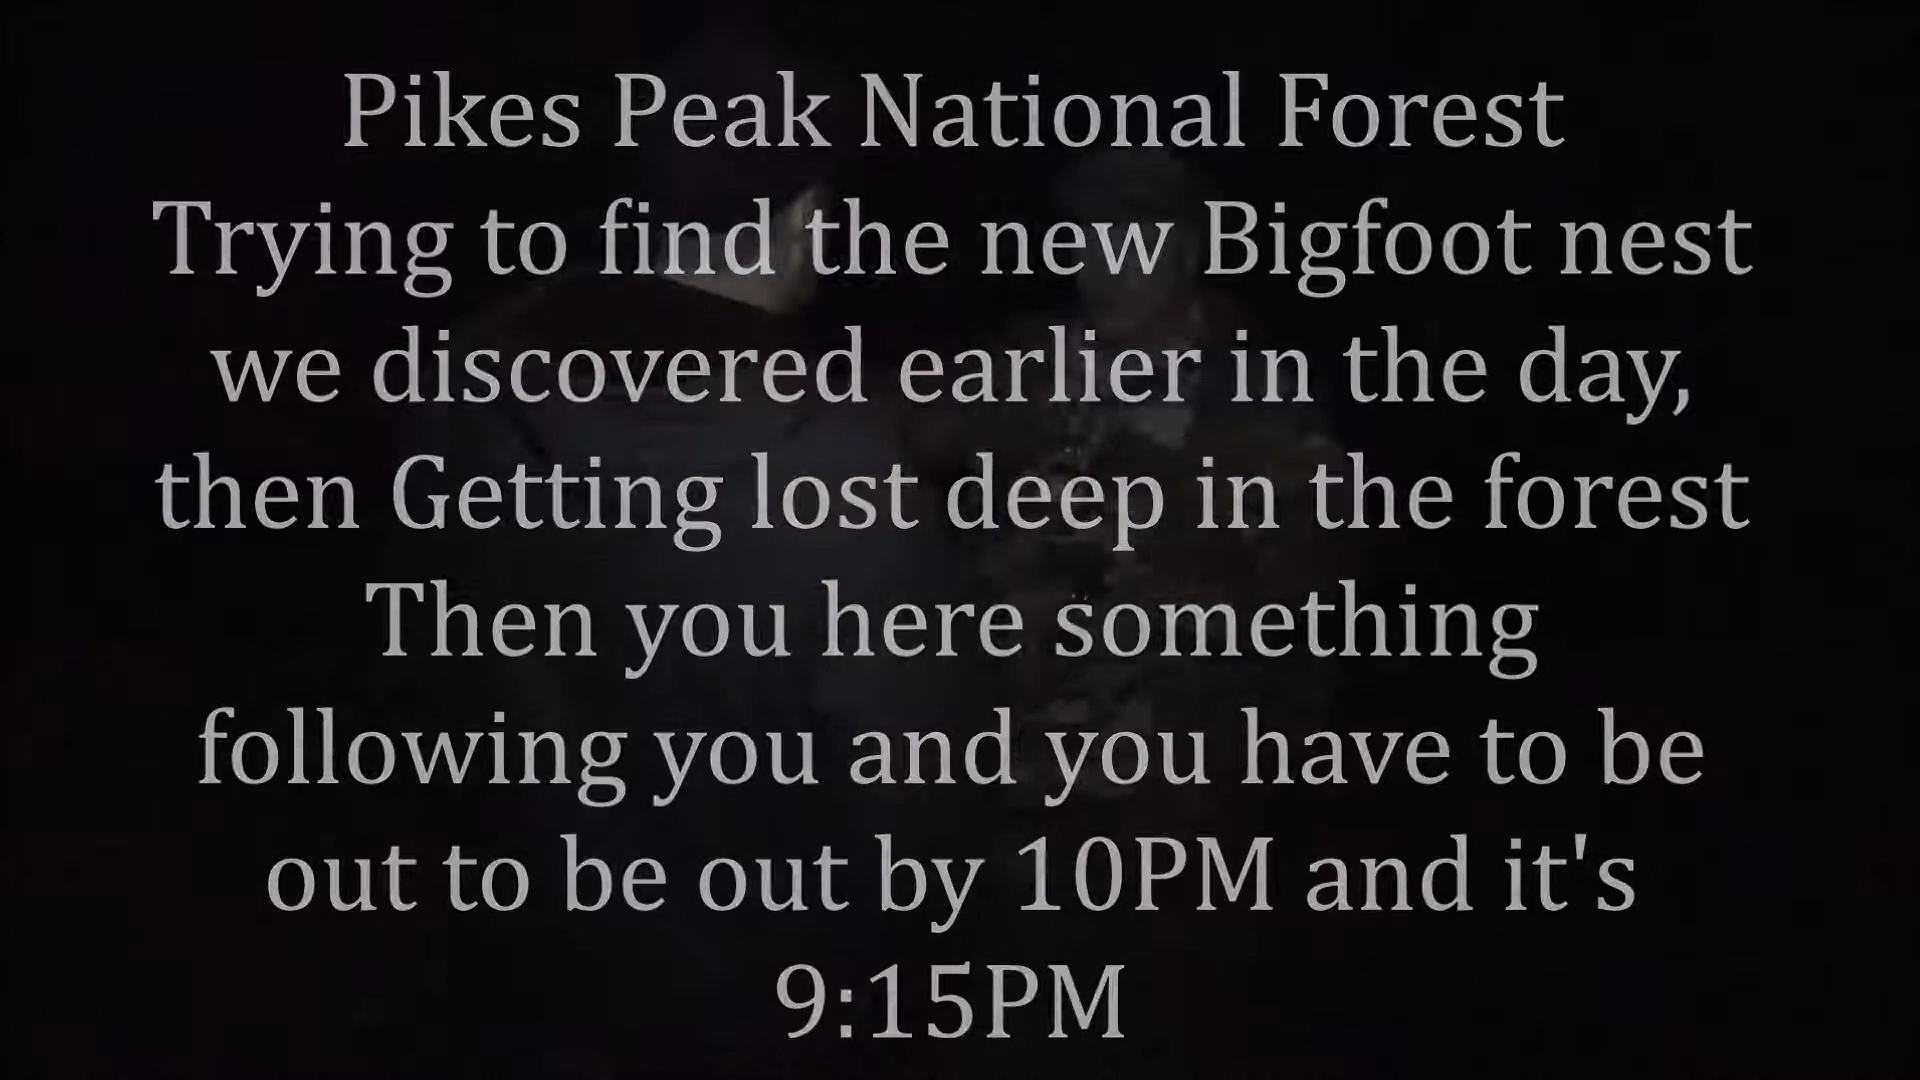 Pikes Peak National Forest
Trying to find the new Bigfoot nest
we discovered earlier in the day,
then Getting lost deep in the forest
Then you here something
following you and you have to be
out to be out by 10PM and it's
9:15PM